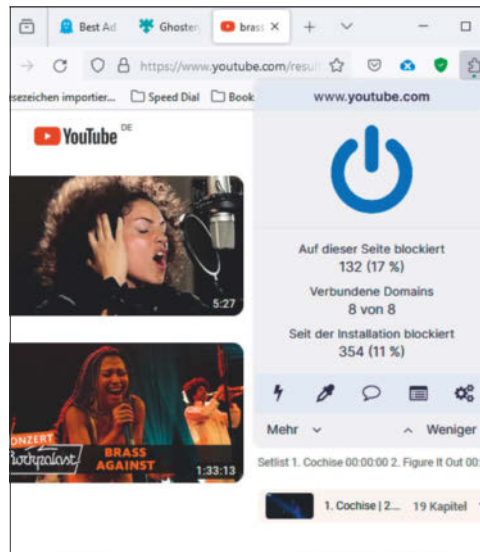 Best Ad
Ghostery
brass
https://www.youtube.com/resul
esezeichen importier...
Speed Dial
Book
www.youtube.com
YouTube DE
Auf dieser Seite blockiert
132 (17 %)
Verbundene Domains
8 von 8
Seit der Installation blockiert
354 (11 %)
5:27
Mehr
Weniger
KONZERT
Rockpalast
BRASS
AGAINST
1:33:13
Setlist 1. Cochise 00:00:00 2. Figure It Out 00:
1. Cochise | 2...
19 Kapitel